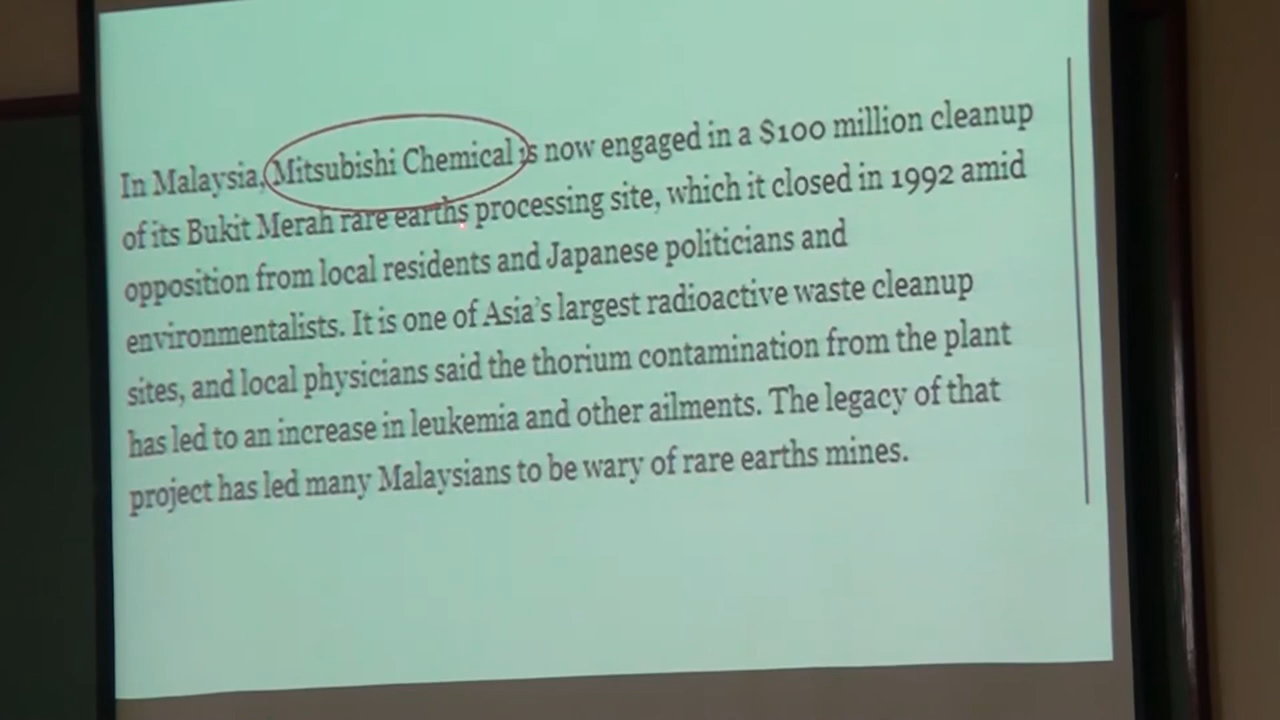 In Malaysia, Mitsubishi Chemical is now engaged in a $100 million cleanup
of its Bukit Merah rare earths processing site, which it closed in 1992 amid
opposition from local residents and Japanese politicians and
environmentalists. It is one of Asia's largest radioactive waste cleanup
sites, and local physicians said the thorium contamination from the plant
has led to an increase in leukemia and other ailments. The legacy of that
project has led many Malaysians to be wary of rare earths mines.